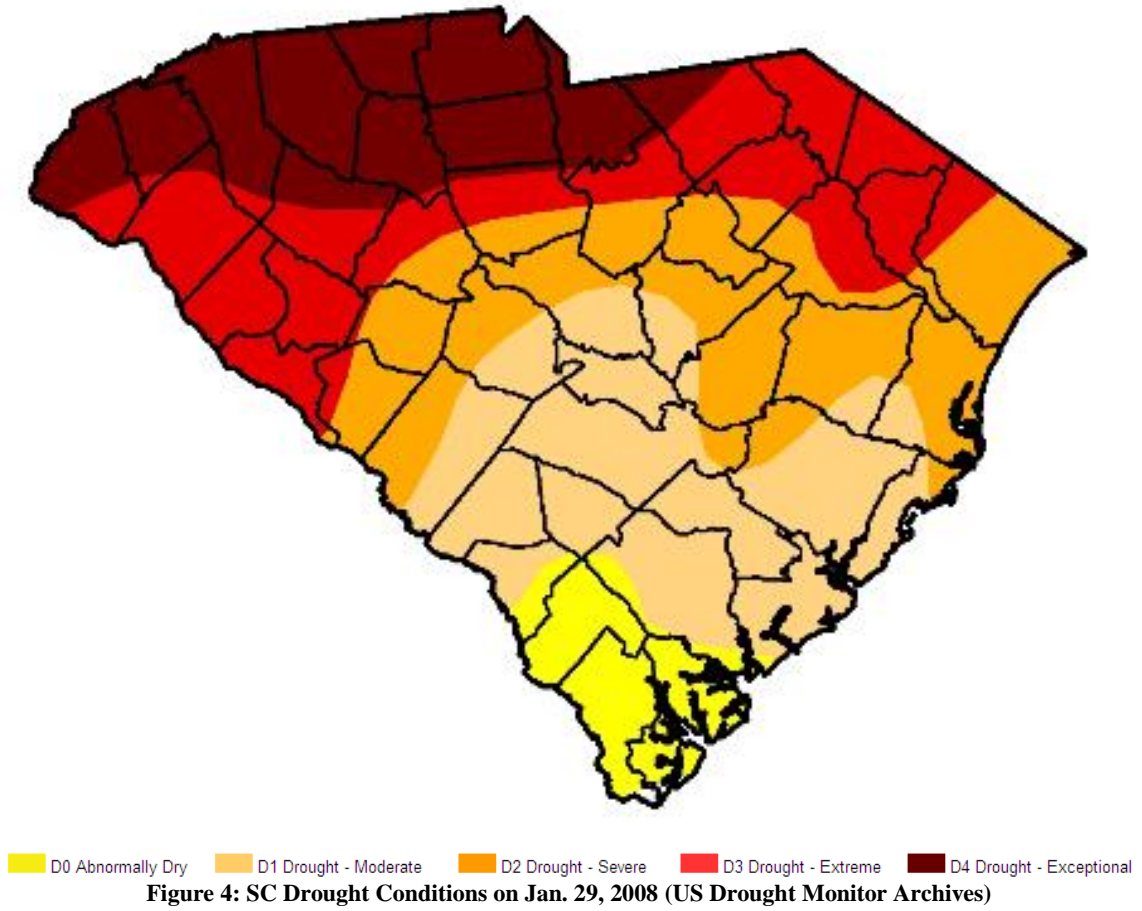 D0 Abnormally Dry D1 Drought - Moderate D2 Drought - Severe D3 Drought - Extreme D4 Drought - Exceptional
Figure 4: SC Drought Conditions on Jan. 29, 2008 (US Drought Monitor Archives)